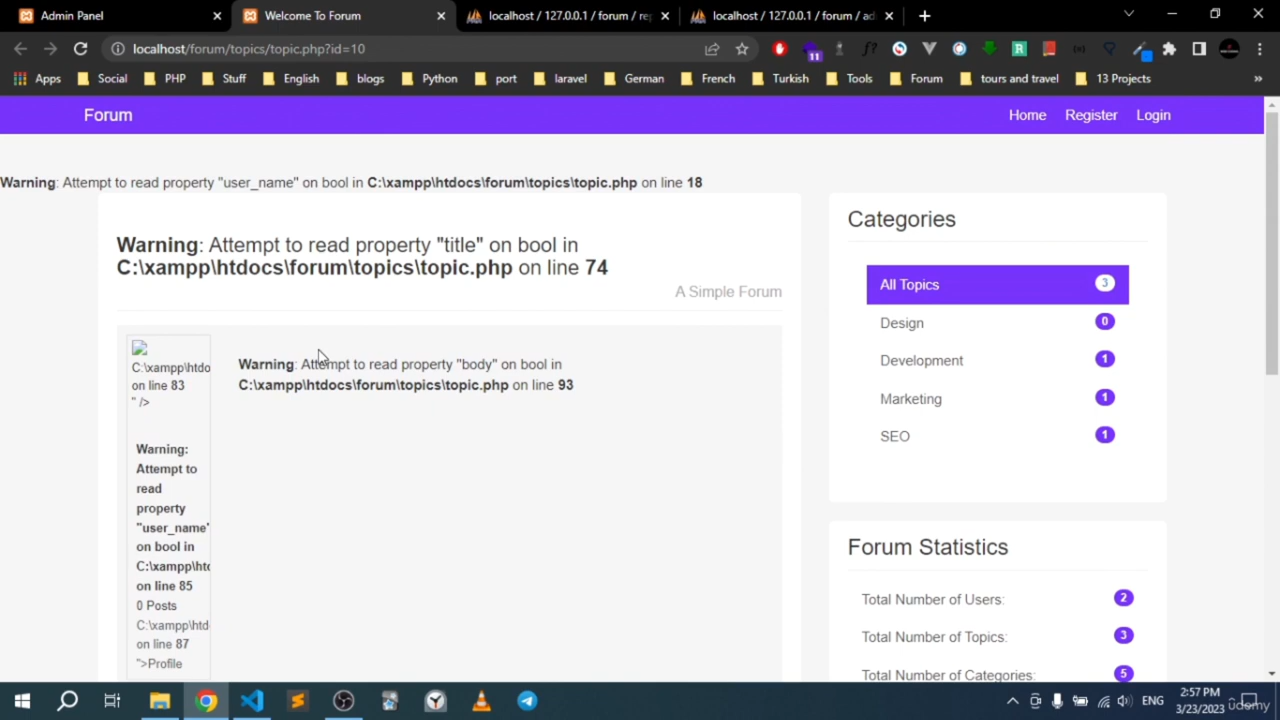 Admin Panel
Welcome To Forum
localhost / 127.0.0.1 / forum / re
localhost / 127.0.0.1 / forum / ad
localhost/forum/topics/topic.php?id=10
11
Apps
Social
PHP
Stuff
English
blogs
Python
port
laravel
German
French
Turkish
Tools
Forum
tours and travel
13 Projects
»
Forum
Home
Register
Login
Warning: Attempt to read property "user_name" on bool in C:\xampp\htdocs\forum\topics\topic.php on line 18
Warning: Attempt to read property "title" on bool in
C:\xampp\htdocs\forum\topics\topic.php on line 74
A Simple Forum
C:\xampp\htdo
on line 83
" />
Warning:
Attempt to
read
property
"user_name"
on bool in
C:\xampp\htdo
on line 85
0 Posts
C:\xampp\htd
on line 87
">Profile
Warning: Attempt to read property "body" on bool in
C:\xampp\htdocs\forum\topics\topic.php on line 93
Categories
All Topics 3
Design 0
Development 1
Marketing 1
SEO 1
Forum Statistics
Total Number of Users: 2
Total Number of Topics: 3
Total Number of Categories: 5
ENG
2:57 PM
3/23/2023
udemy